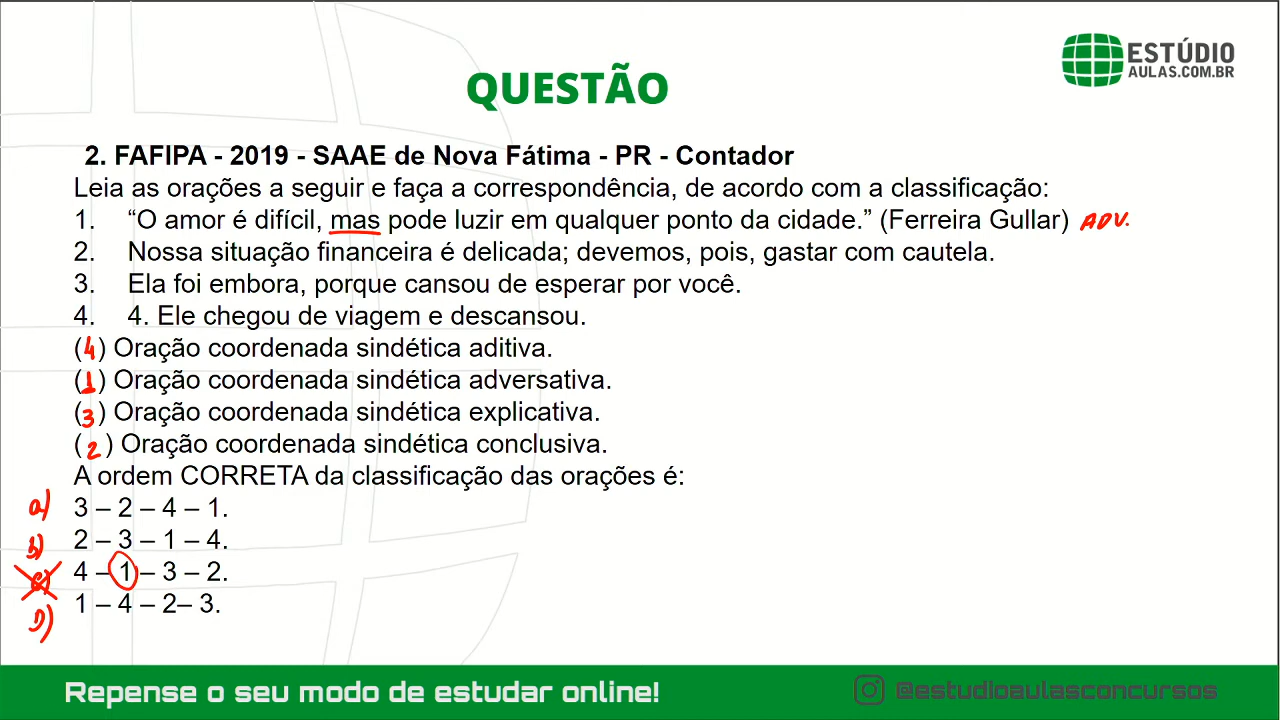 ESTÚDIO
AULAS.COM.BR
QUESTÃO
2. FAFIPA - 2019 - SAAE de Nova Fátima - PR - Contador
Leia as orações a seguir e faça a correspondência, de acordo com a classificação:
1. “O amor é difícil, mas pode luzir em qualquer ponto da cidade.” (Ferreira Gullar) ADV.
2. Nossa situação financeira é delicada; devemos, pois, gastar com cautela.
3. Ela foi embora, porque cansou de esperar por você.
4. 4. Ele chegou de viagem e descansou.
(4) Oração coordenada sindética aditiva.
(1) Oração coordenada sindética adversativa.
(3) Oração coordenada sindética explicativa.
(2) Oração coordenada sindética conclusiva.
A ordem CORRETA da classificação das orações é:
a) 3 – 2 – 4 – 1.
b) 2 – 3 – 1 – 4.
c) 4 – 1 – 3 – 2.
D) 1 – 4 – 2– 3.
Repense o seu modo de estudar online!
@estudioaulasconcursos